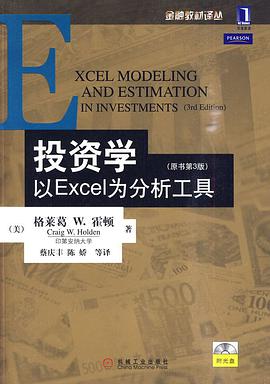 金融教材译丛
PEARSON
EXCEL MODELING
AND ESTIMATION
IN INVESTMENTS (3rd Edition)
投资学
(原书第3版)
以Excel为分析工具
(美) 格莱葛 W. 霍顿 著
Craig W. Holden
印第安纳大学
蔡庆丰 陈娇 等译
附光盘
机械工业出版社
China Machine Press